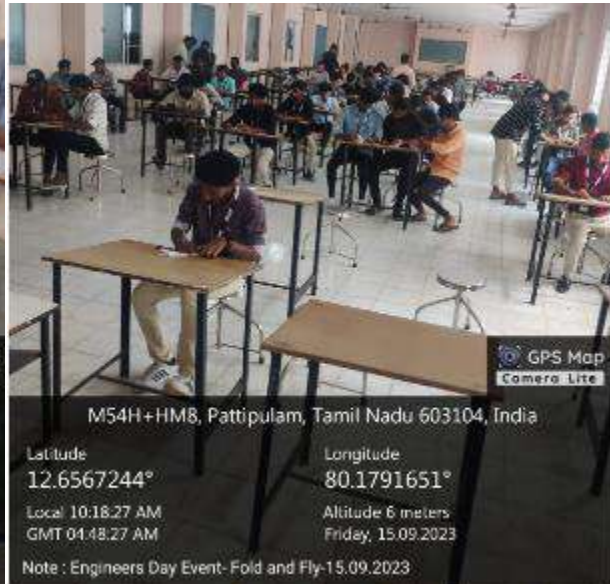 GPS Map
Camera Lite
M54H+HM8, Pattipulam, Tamil Nadu 603104, India
Latitude
12.6567244°
Longitude
80.1791651°
Local 10:18:27 AM
GMT 04:48:27 AM
Altitude 6 meters
Friday, 15.09.2023
Note : Engineers Day Event- Fold and Fly-15.09.2023